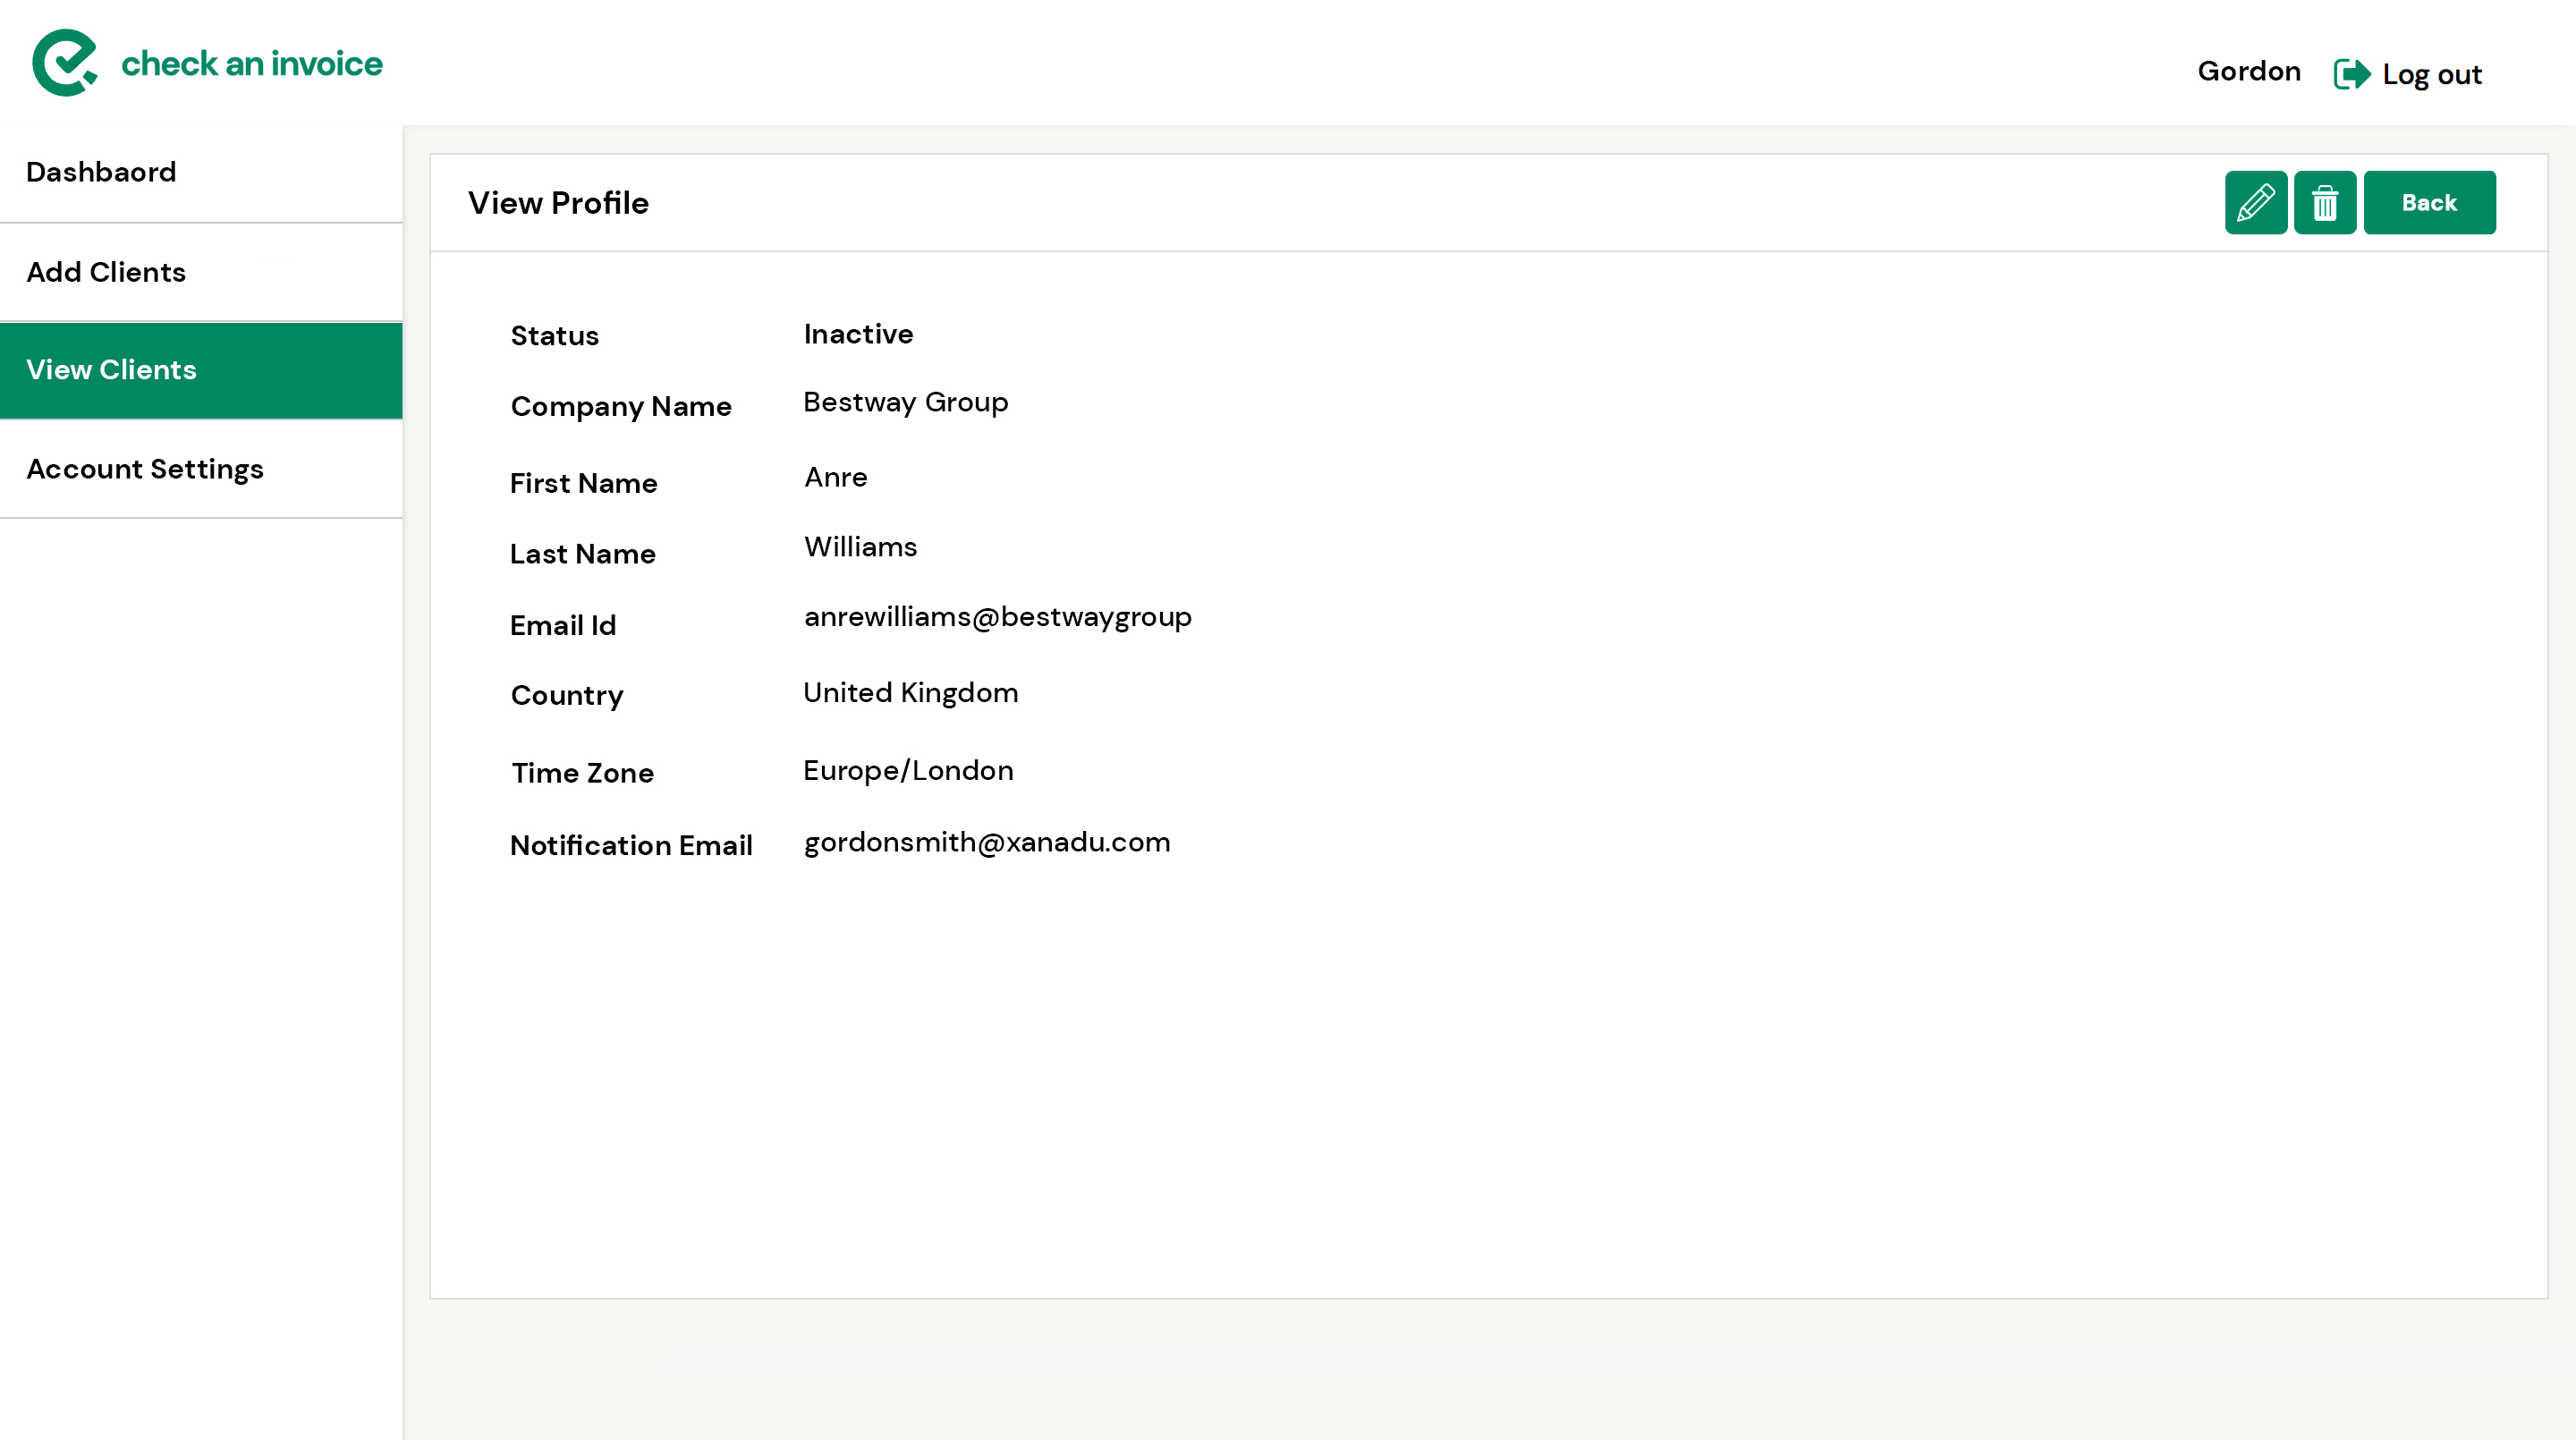 check an invoice
Gordon
Log out
Dashbaord
Add Clients
View Clients
Account Settings
View Profile
Back
Status Inactive
Company Name Bestway Group
First Name Anre
Last Name Williams
Email Id anrewilliams@bestwaygroup
Country United Kingdom
Time Zone Europe/London
Notification Email gordonsmith@xanadu.com